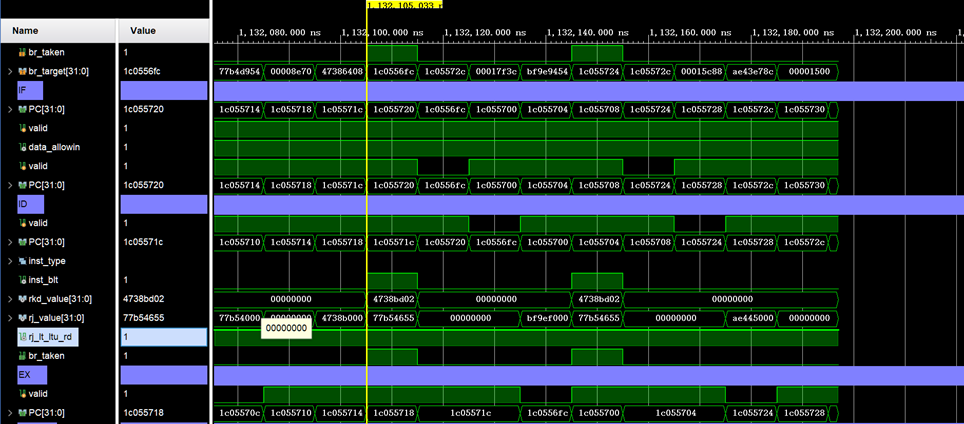 1,132,105.033 ns
Name Value
1,132,080.000 ns 1,132,100.000 ns 1,132,120.000 ns 1,132,140.000 ns 1,132,160.000 ns 1,132,180.000 ns 1,132,200.000 ns 1,
br_taken 1
br_target[31:0] 1c0556fc 77b4d954 00008e70 47386408 1c0556fc 1c05572c 00017f3c bf9e9454 1c055724 1c05572c 00015c88 ae43e78c 00001500
IF
PC[31:0] 1c055720 1c055714 1c055718 1c05571c 1c055720 1c0556fc 1c055700 1c055704 1c055708 1c055724 1c055728 1c05572c 1c055730
valid 1
data_allowin 1
valid 1
PC[31:0] 1c055720 1c055714 1c055718 1c05571c 1c055720 1c0556fc 1c055700 1c055704 1c055708 1c055724 1c055728 1c05572c 1c055730
ID
valid 1
PC[31:0] 1c05571c 1c055710 1c055714 1c055718 1c05571c 1c055720 1c0556fc 1c055700 1c055704 1c055708 1c055724 1c055728 1c05572c
inst_type
inst_blt 1
rkd_value[31:0] 4738bd02 00000000 4738bd02 00000000 4738bd02 00000000
rj_value[31:0] 77b54655 77b54000 00000000 4738b000 77b54655 00000000 bf9ef000 77b54655 00000000 ae445000 00000000
00000000
rj_lt_ltu_rd 1
br_taken 1
EX
valid 1
PC[31:0] 1c055718 1c05570c 1c055710 1c055714 1c055718 1c05571c 1c0556fc 1c055700 1c055704 1c055724 1c055728